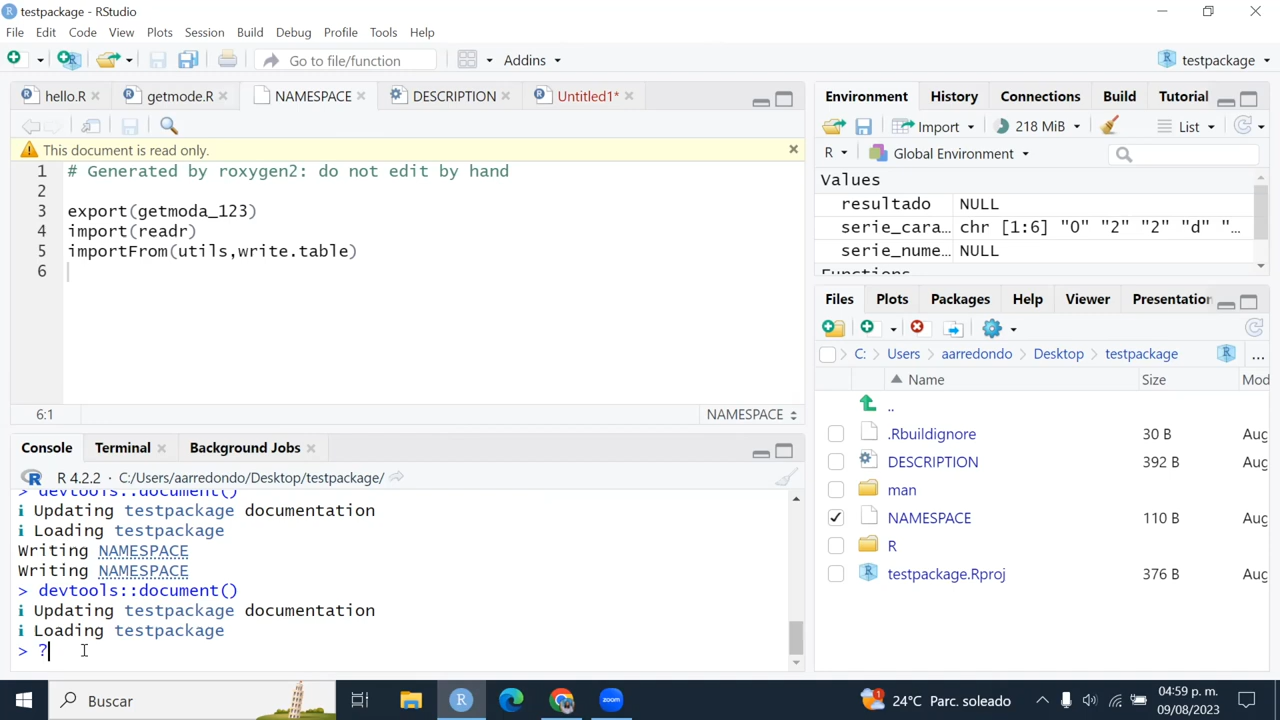 testpackage - RStudio
File Edit Code View Plots Session Build Debug Profile Tools Help
Go to file/function Addins testpackage
hello.R getmode.R NAMESPACE DESCRIPTION Untitled1*
This document is read only.
1 # Generated by roxygen2: do not edit by hand
2
3 export(getmoda_123)
4 import(readr)
5 importFrom(utils,write.table)
6
6:1 NAMESPACE
Console Terminal Background Jobs
R 4.2.2 · C:/Users/aarredondo/Desktop/testpackage/
> devtools::document()
i Updating testpackage documentation
i Loading testpackage
Writing NAMESPACE
Writing NAMESPACE
> devtools::document()
i Updating testpackage documentation
i Loading testpackage
> ?
Environment History Connections Build Tutorial
Import 218 MiB List
R Global Environment
Values
resultado NULL
serie_cara… chr [1:6] "0" "2" "2" "d" "…
serie_nume… NULL
Functions
Files Plots Packages Help Viewer Presentation
C: Users aarredondo Desktop testpackage ...
Name Size Mod
..
.Rbuildignore 30 B Aug
DESCRIPTION 392 B Aug
man
NAMESPACE 110 B Aug
R
testpackage.Rproj 376 B Aug
Buscar
zoom
1 24°C Parc. soleado
04:59 p. m.
09/08/2023